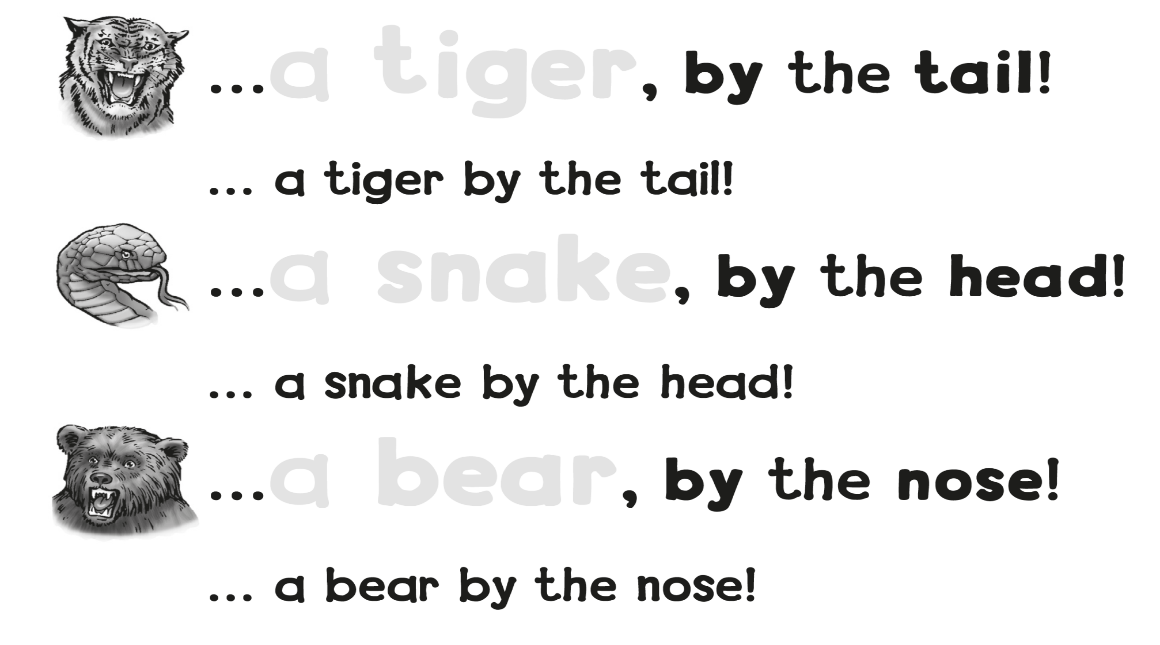 ...a tiger, by the tail!
... a tiger by the tail!
...a snake, by the head!
... a snake by the head!
...a bear, by the nose!
... a bear by the nose!